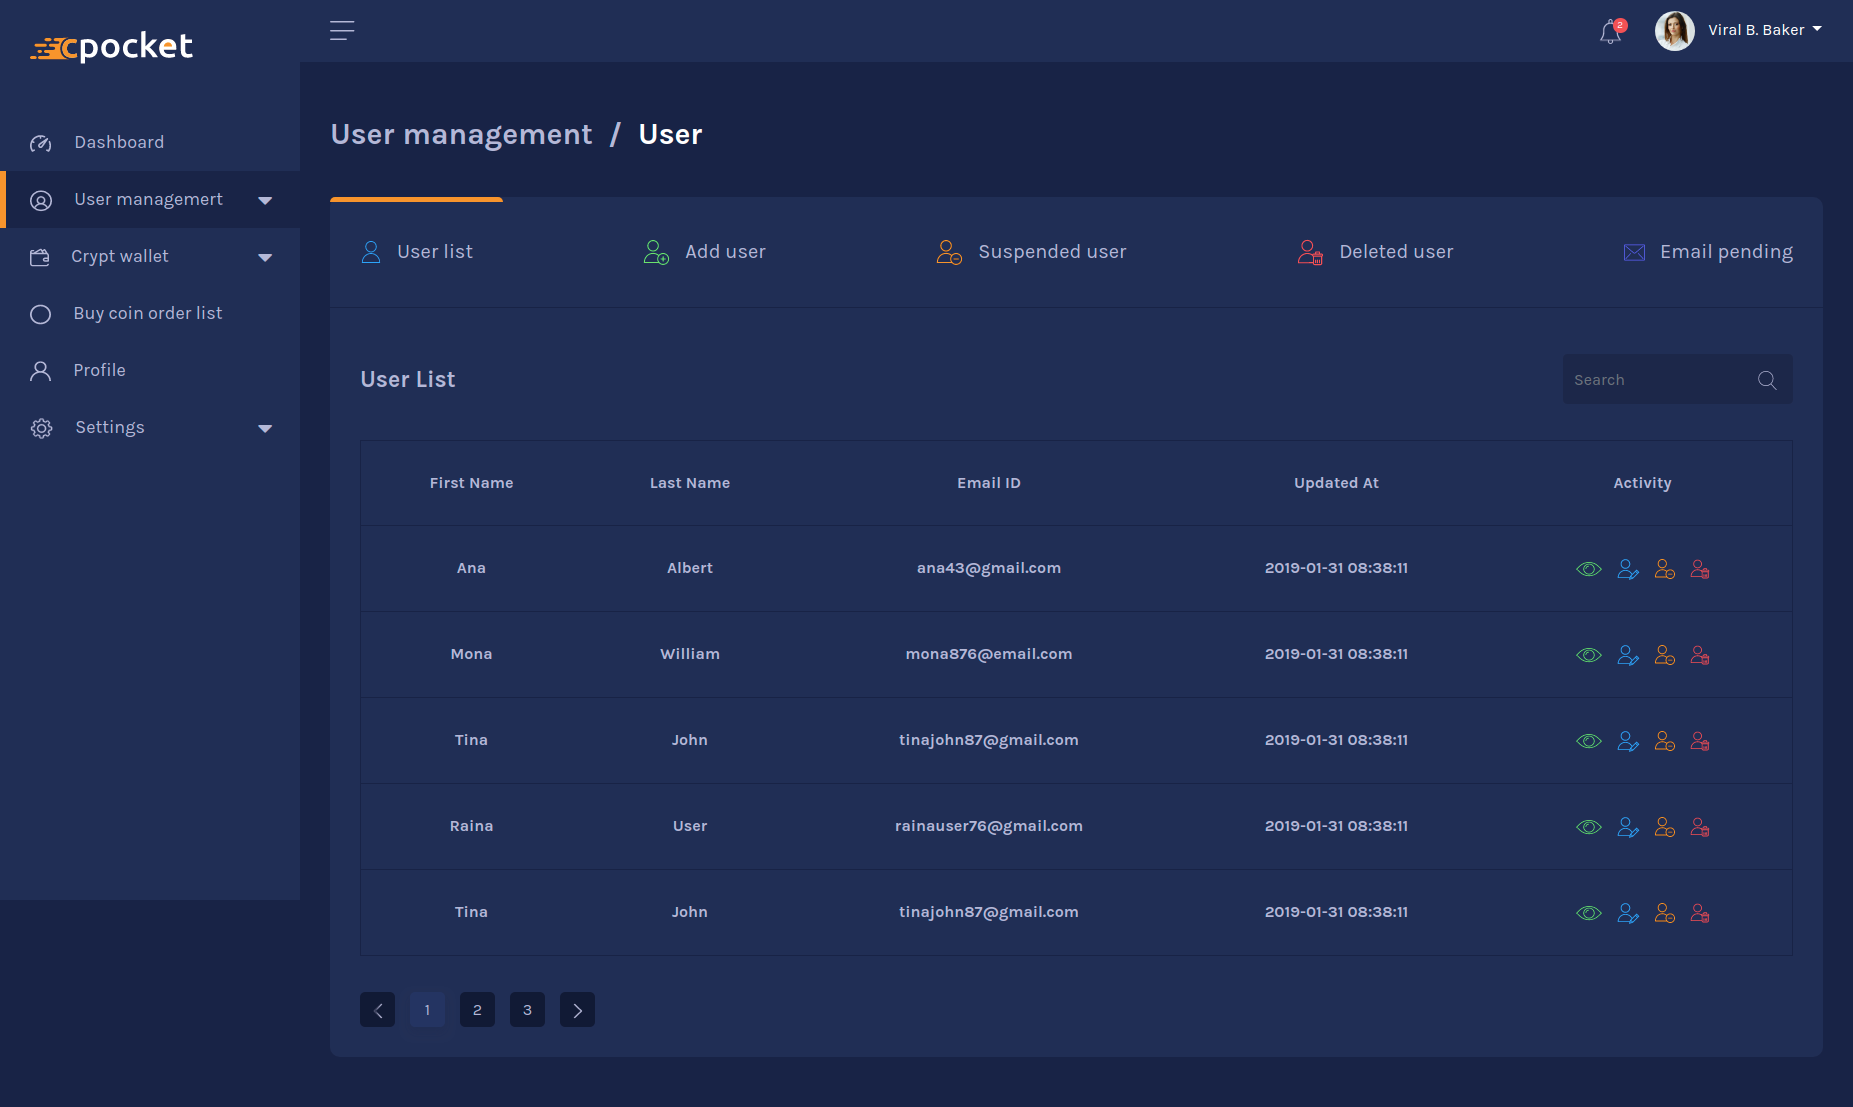 cpocket
2
Viral B. Baker
Dashboard
User managemert
Crypt wallet
Buy coin order list
Profile
Settings
User management / User
User list
Add user
Suspended user
Deleted user
Email pending
User List
Search
First Name Last Name Email ID Updated At Activity
Ana Albert ana43@gmail.com 2019-01-31 08:38:11
Mona William mona876@email.com 2019-01-31 08:38:11
Tina John tinajohn87@gmail.com 2019-01-31 08:38:11
Raina User rainauser76@gmail.com 2019-01-31 08:38:11
Tina John tinajohn87@gmail.com 2019-01-31 08:38:11
1 2 3